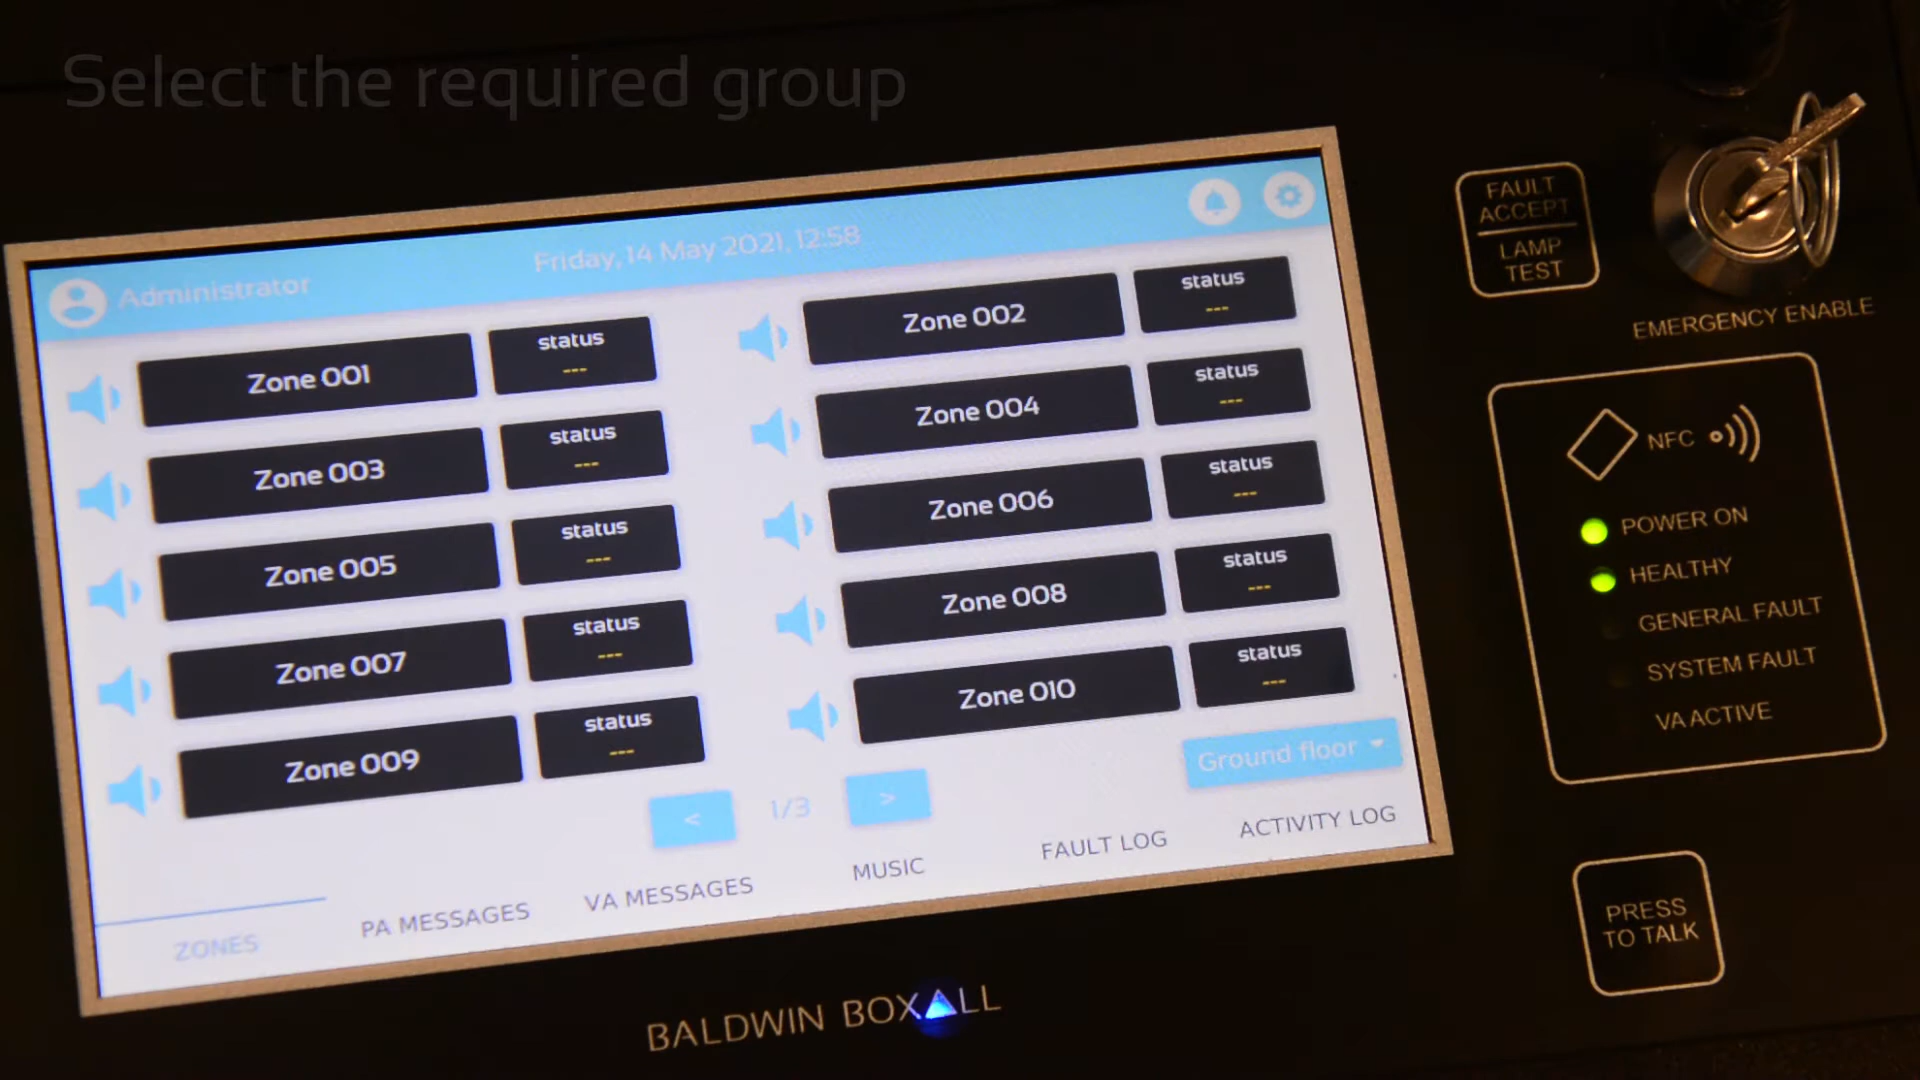 Select the required group
Administrator
Friday, 14 May 2021, 12:58
Zone 001
status
---
Zone 002
status
---
Zone 003
status
---
Zone 004
status
---
Zone 005
status
---
Zone 006
status
---
Zone 007
status
---
Zone 008
status
---
Zone 009
status
---
Zone 010
status
---
< 1/3 >
Ground floor
ZONES
PA MESSAGES
VA MESSAGES
MUSIC
FAULT LOG
ACTIVITY LOG
BALDWIN BOXALL
FAULT
ACCEPT
LAMP
TEST
EMERGENCY ENABLE
NFC
POWER ON
HEALTHY
GENERAL FAULT
SYSTEM FAULT
VA ACTIVE
PRESS
TO TALK